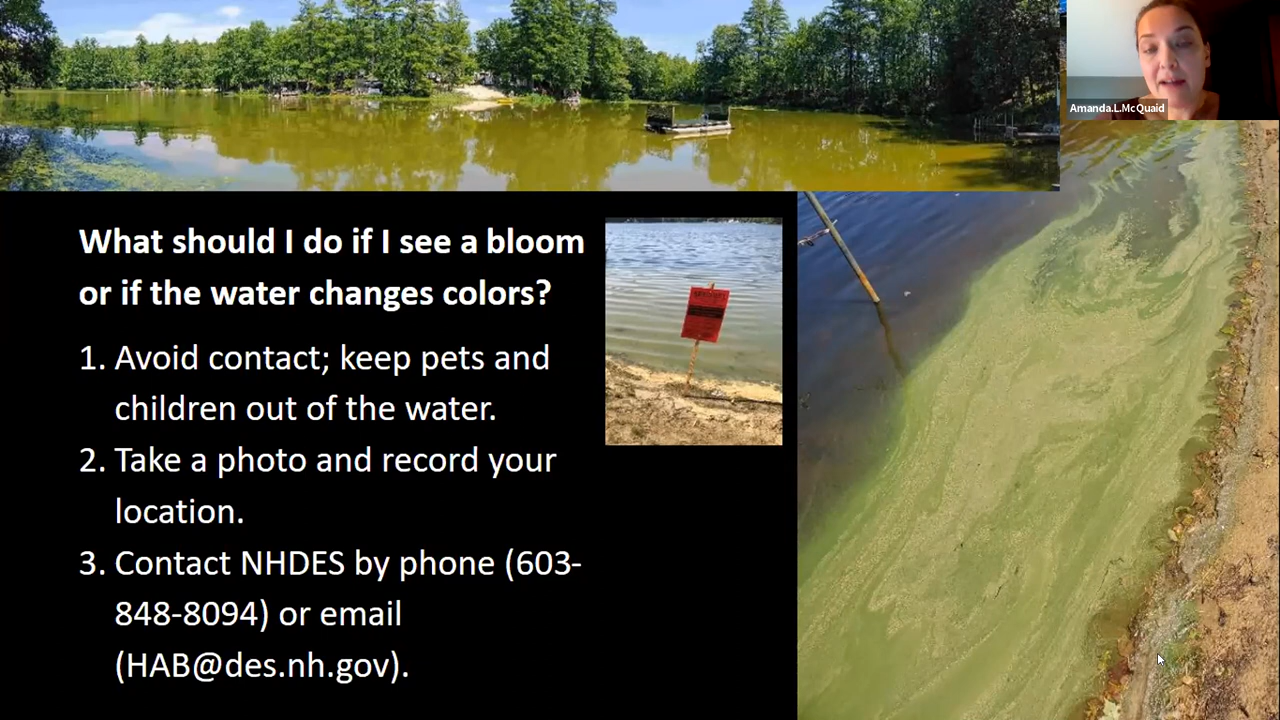 Amanda.L.McQuaid
What should I do if I see a bloom
or if the water changes colors?
1. Avoid contact; keep pets and
children out of the water.
2. Take a photo and record your
location.
3. Contact NHDES by phone (603-
848-8094) or email
(HAB@des.nh.gov).